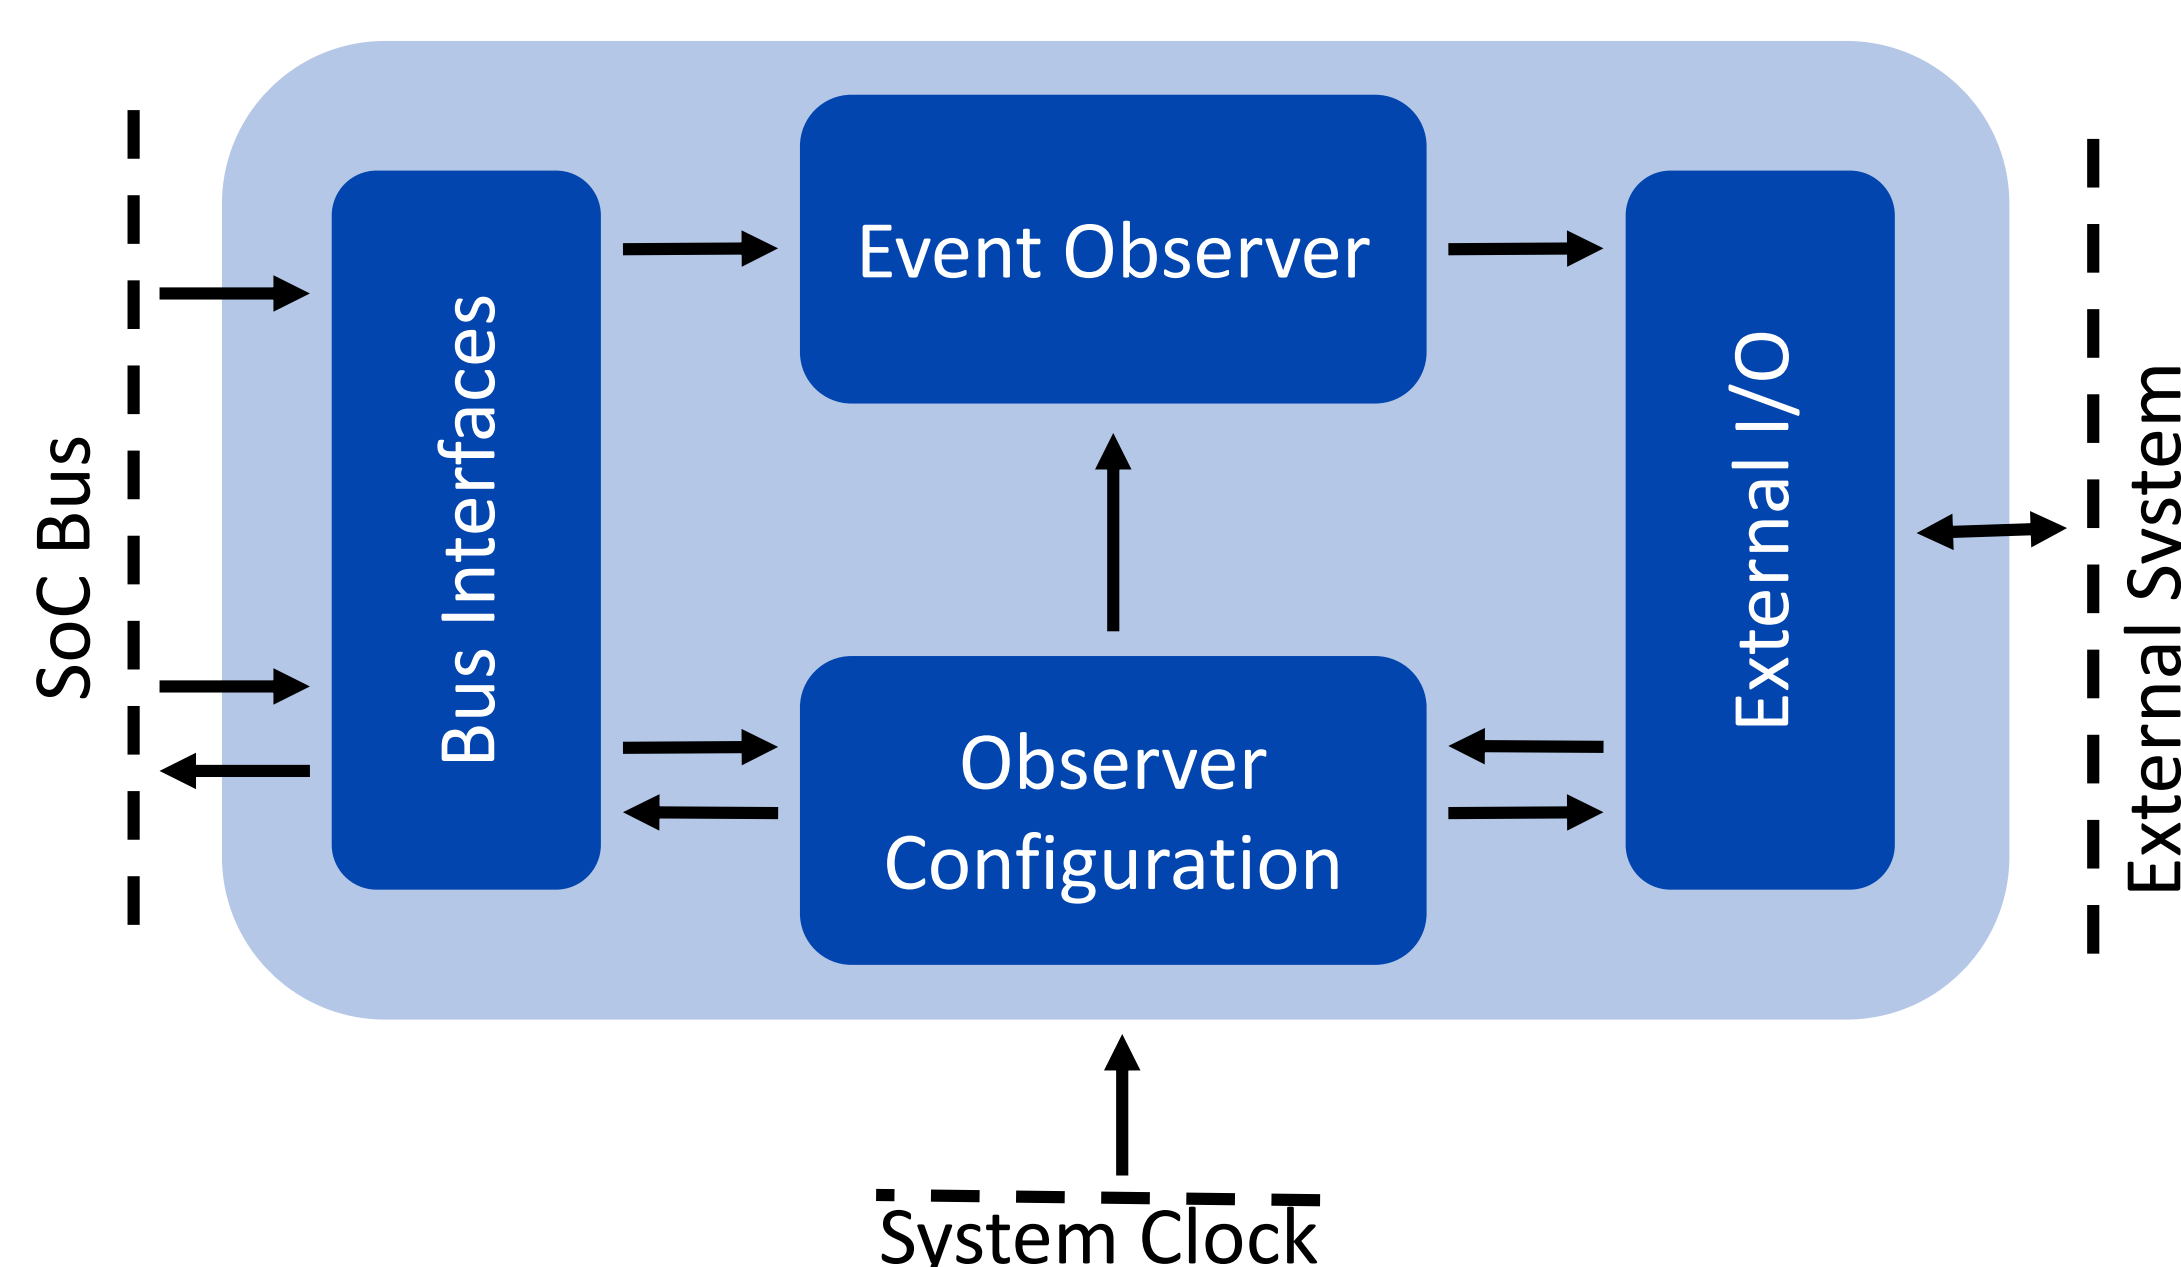 SoC Bus
Bus Interfaces
Event Observer
Observer
Configuration
External I/O
External System
System Clock